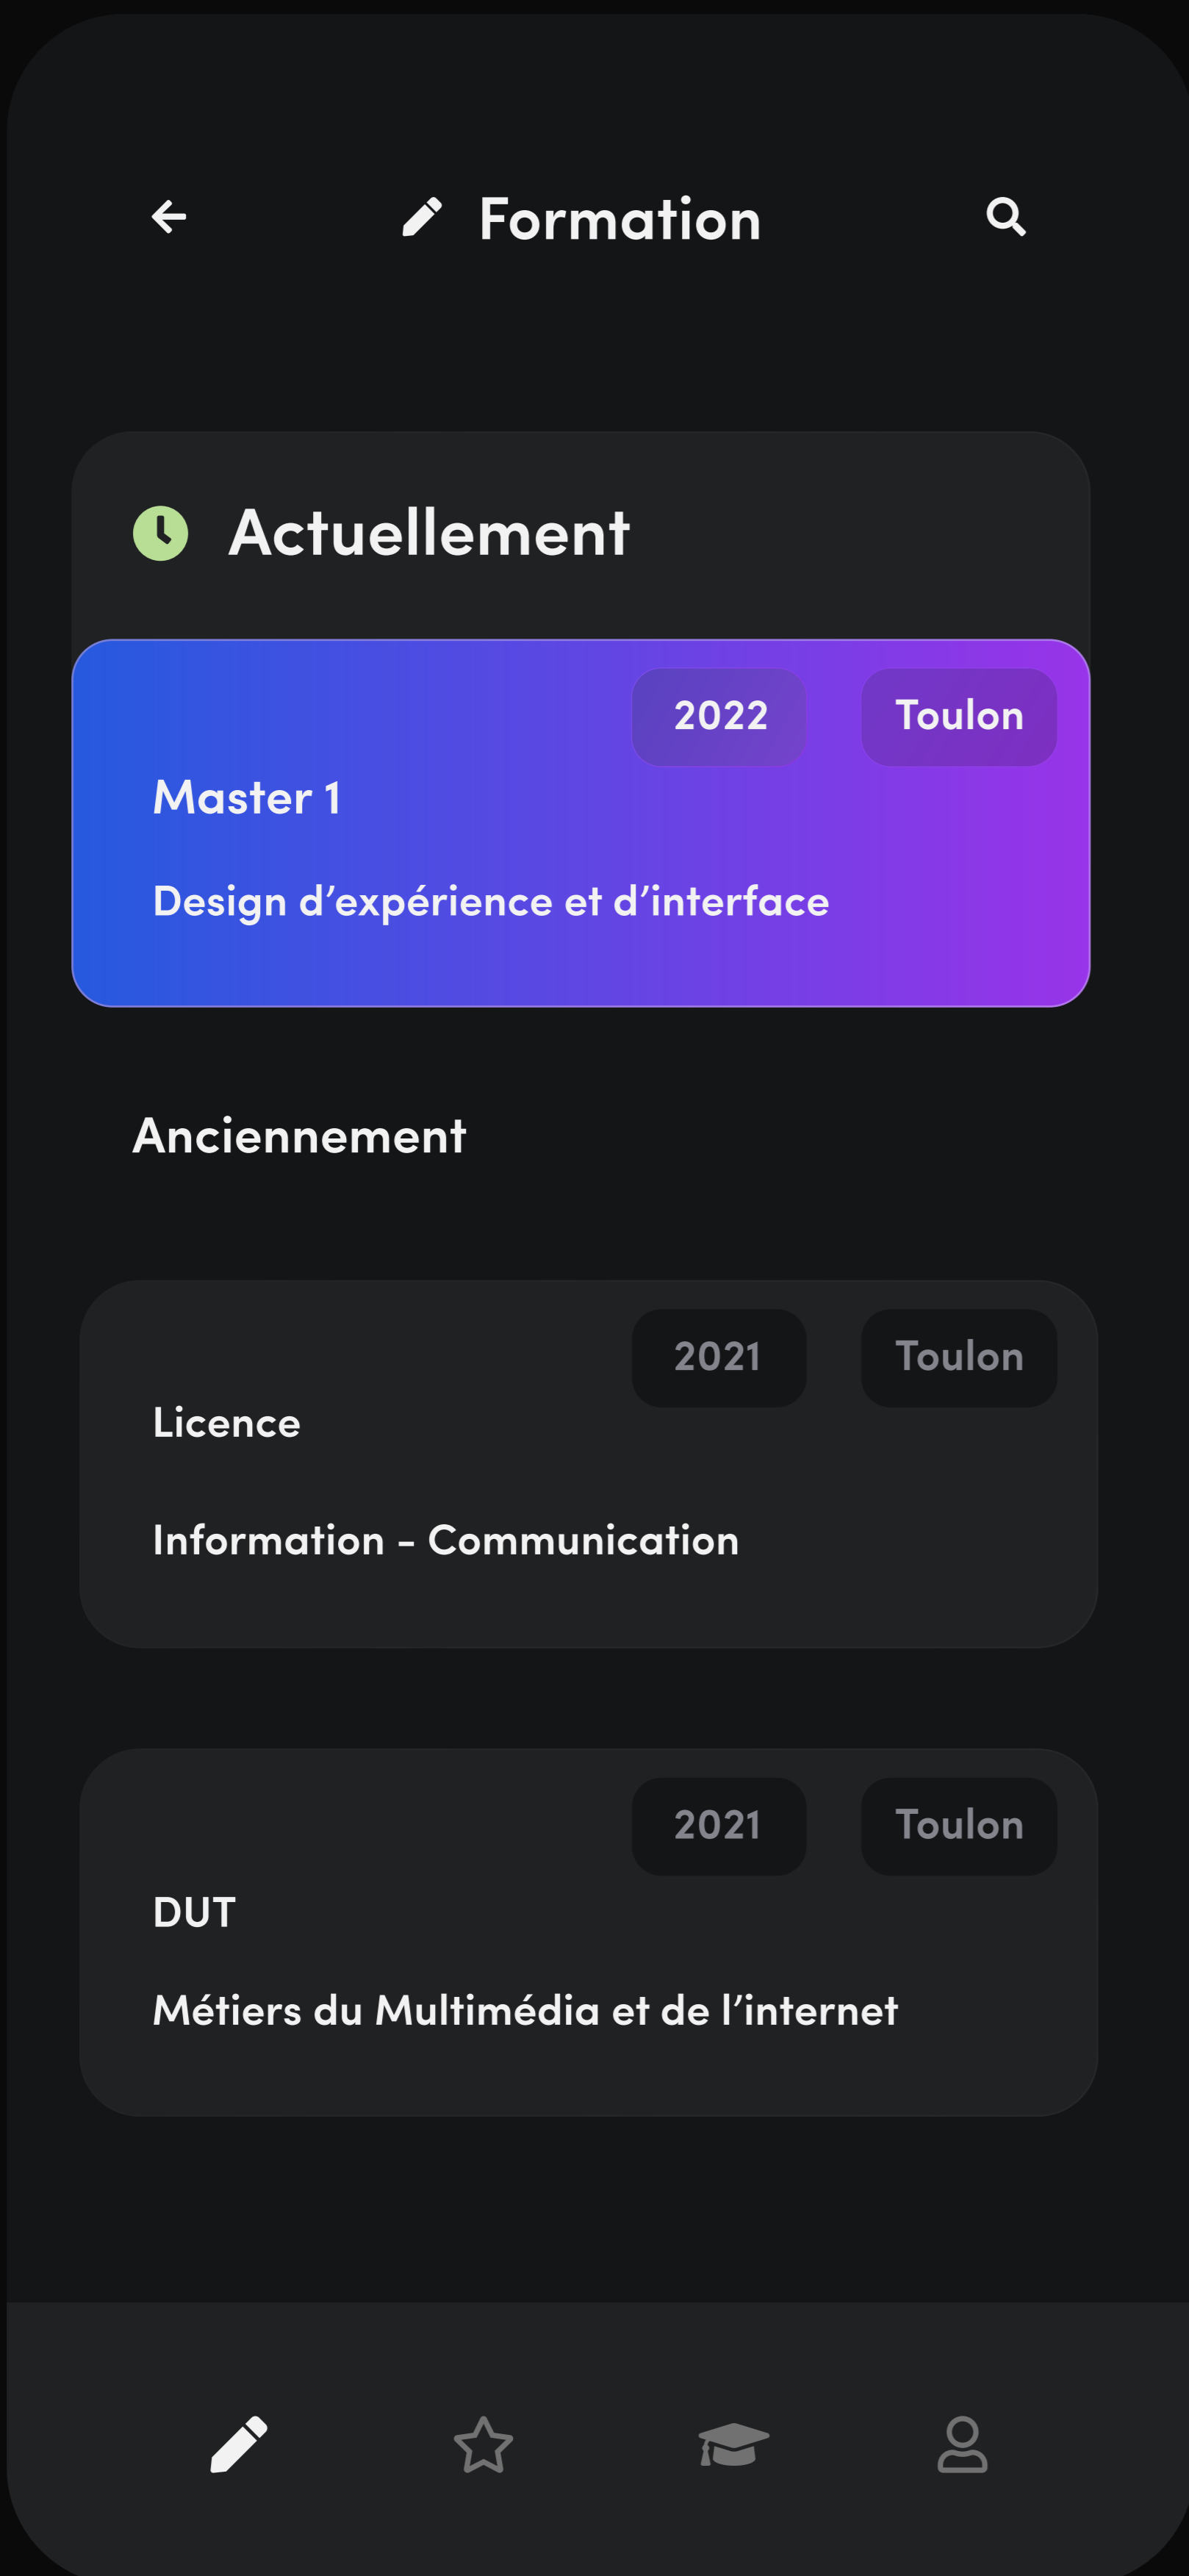 Formation
Actuellement
2022 Toulon
Master 1
Design d’expérience et d’interface
Anciennement
2021 Toulon
Licence
Information - Communication
2021 Toulon
DUT
Métiers du Multimédia et de l’internet